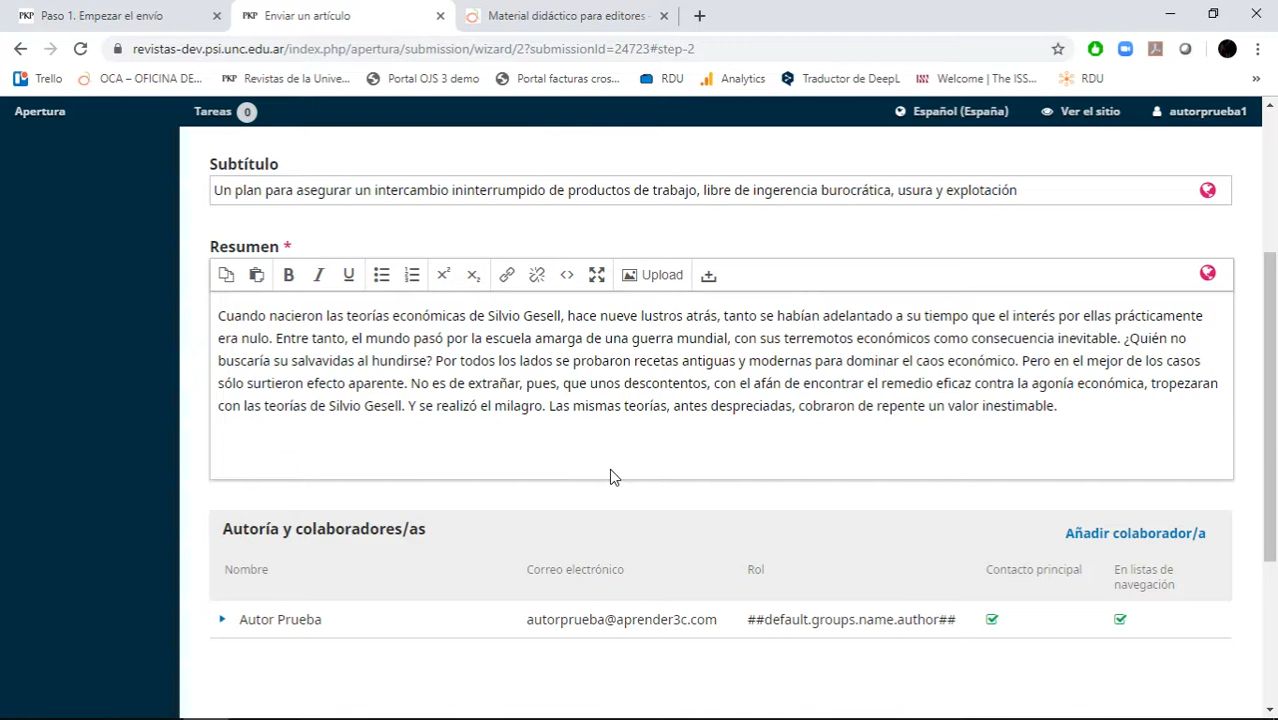 Paso 1. Empezar el envío
PKP Enviar un artículo
Material didáctico para editores -
revistas-dev.psi.unc.edu.ar/index.php/apertura/submission/wizard/2?submissionId=24723#step-2
Trello
OCA – OFICINA DE...
PKP Revistas de la Unive...
Portal OJS 3 demo
Portal facturas cros...
RDU
Analytics
Traductor de DeepL
Welcome | The ISS...
RDU
»
Apertura
Tareas 0
Español (España)
Ver el sitio
autorprueba1
Subtítulo
Un plan para asegurar un intercambio ininterrumpido de productos de trabajo, libre de ingerencia burocrática, usura y explotación
Resumen *
B I U x² x₂ <> Upload
Cuando nacieron las teorías económicas de Silvio Gesell, hace nueve lustros atrás, tanto se habían adelantado a su tiempo que el interés por ellas prácticamente
era nulo. Entre tanto, el mundo pasó por la escuela amarga de una guerra mundial, con sus terremotos económicos como consecuencia inevitable. ¿Quién no
buscaría su salvavidas al hundirse? Por todos los lados se probaron recetas antiguas y modernas para dominar el caos económico. Pero en el mejor de los casos
sólo surtieron efecto aparente. No es de extrañar, pues, que unos descontentos, con el afán de encontrar el remedio eficaz contra la agonía económica, tropezaran
con las teorías de Silvio Gesell. Y se realizó el milagro. Las mismas teorías, antes despreciadas, cobraron de repente un valor inestimable.
Autoría y colaboradores/as
Añadir colaborador/a
Nombre
Correo electrónico
Rol
Contacto principal
En listas de
navegación
Autor Prueba
autorprueba@aprender3c.com
##default.groups.name.author##